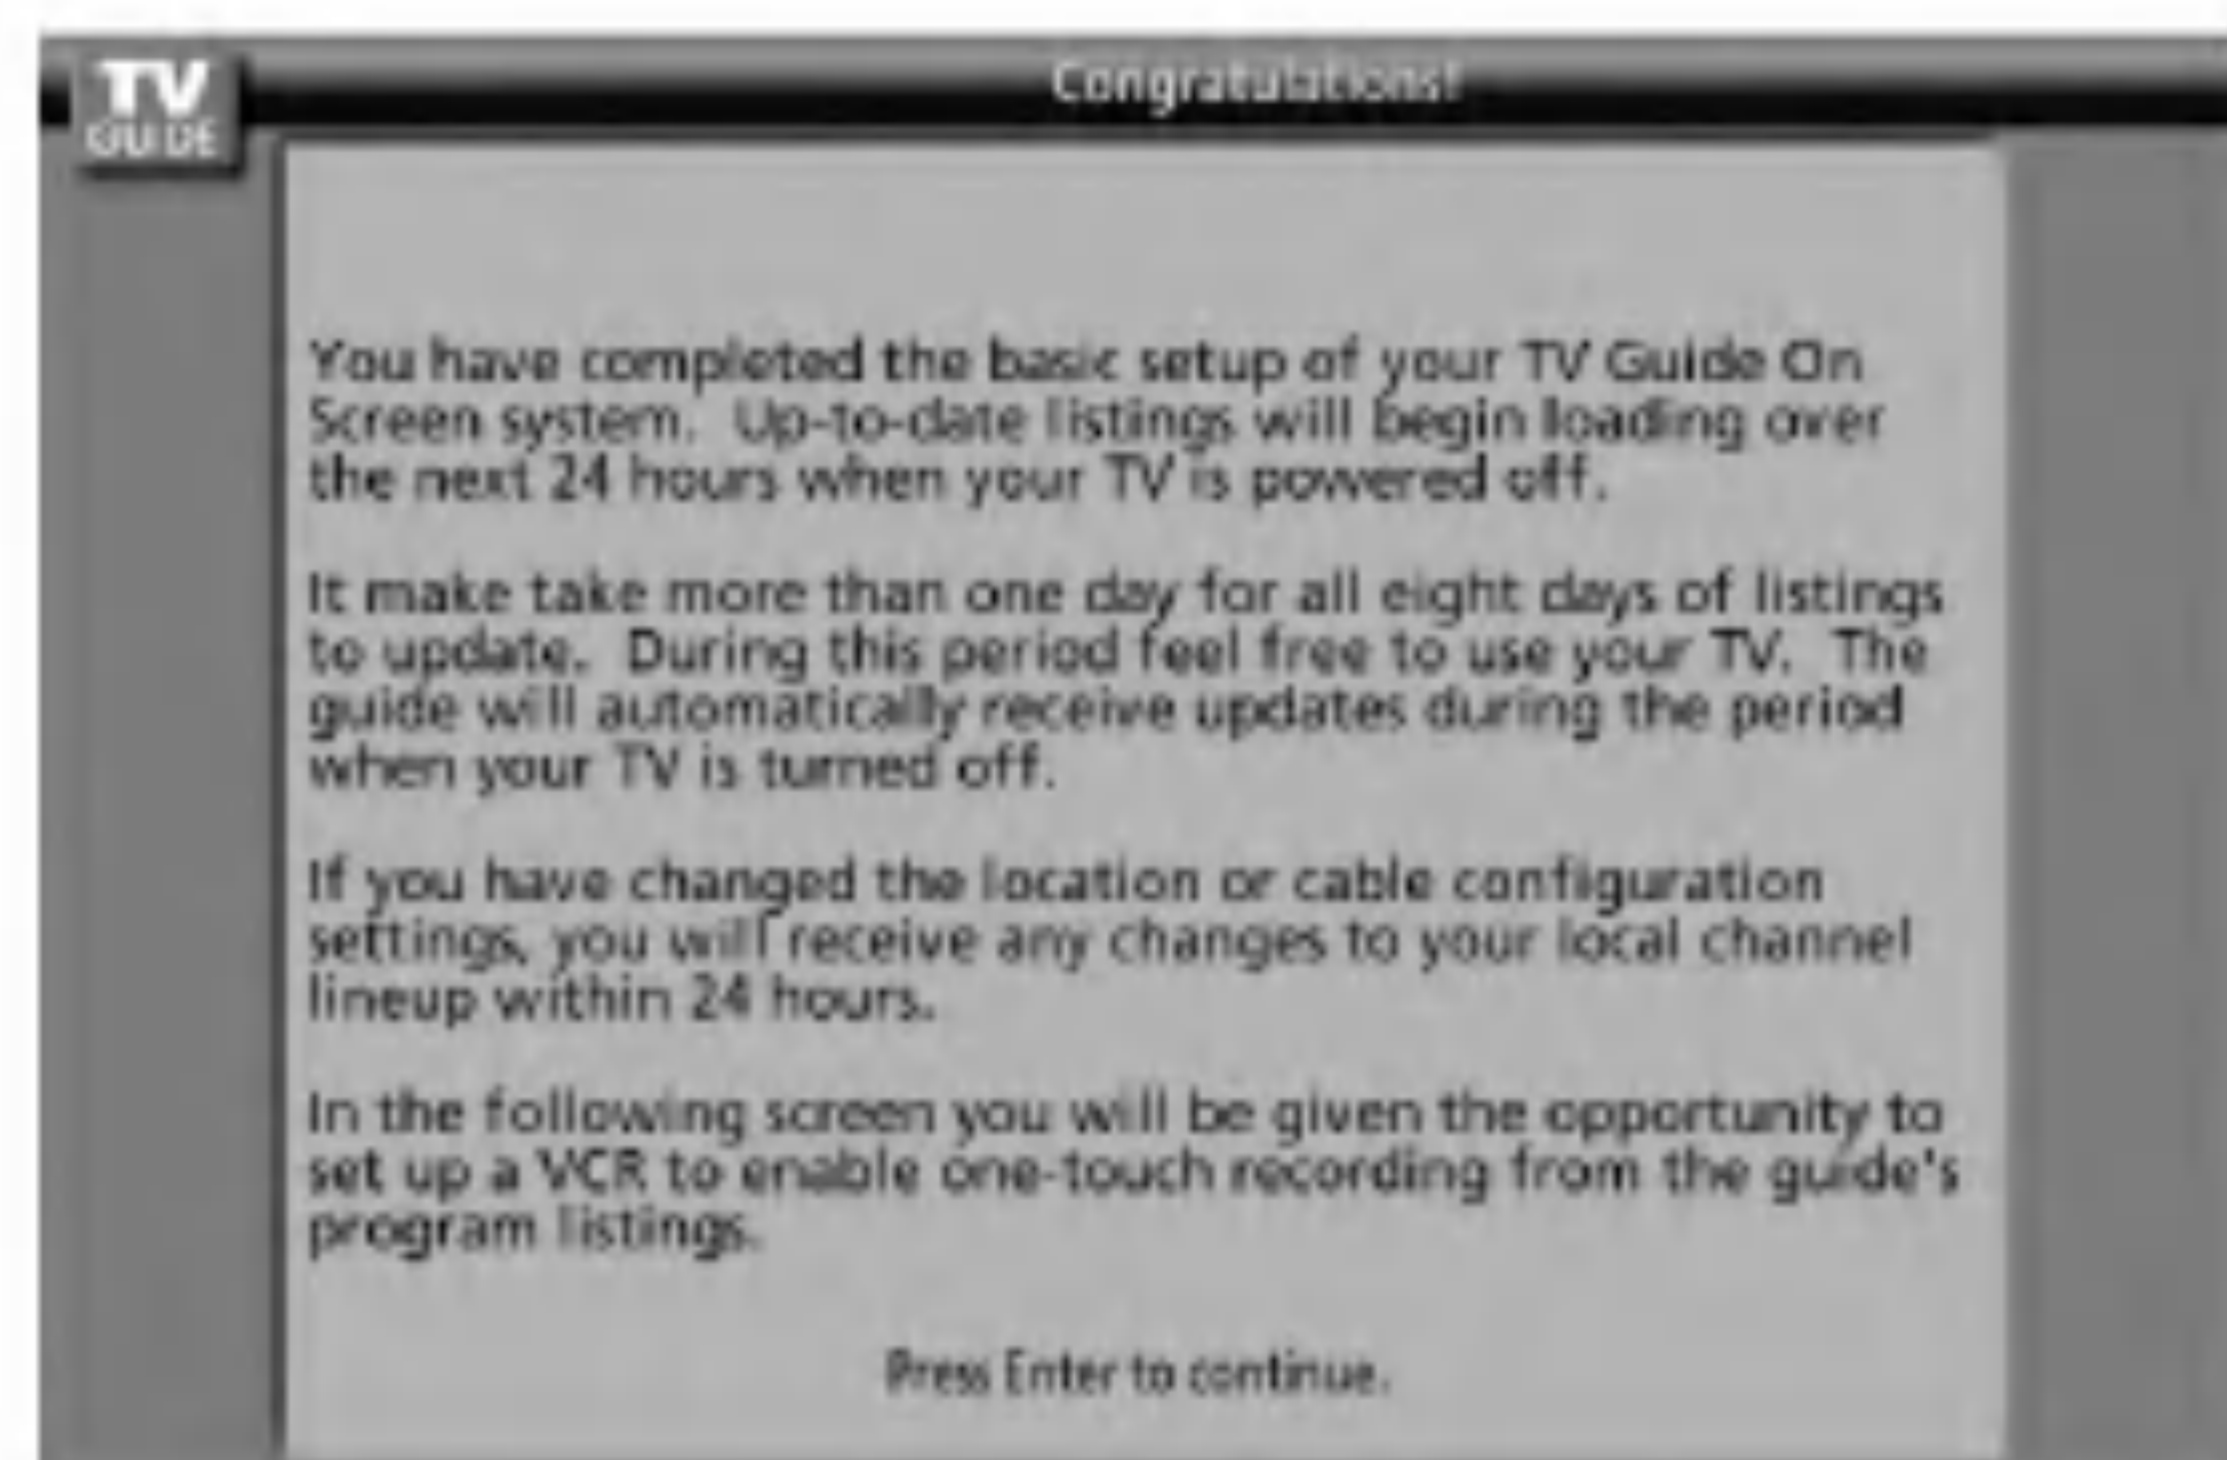 TV
GUIDE
Congratulations!
You have completed the basic setup of your TV Guide On
Screen system. Up-to-date listings will begin loading over
the next 24 hours when your TV is powered off.
It make take more than one day for all eight days of listings
to update. During this period feel free to use your TV. The
guide will automatically receive updates during the period
when your TV is turned off.
If you have changed the location or cable configuration
settings, you will receive any changes to your local channel
lineup within 24 hours.
In the following screen you will be given the opportunity to
set up a VCR to enable one-touch recording from the guide's
program listings.
Press Enter to continue.